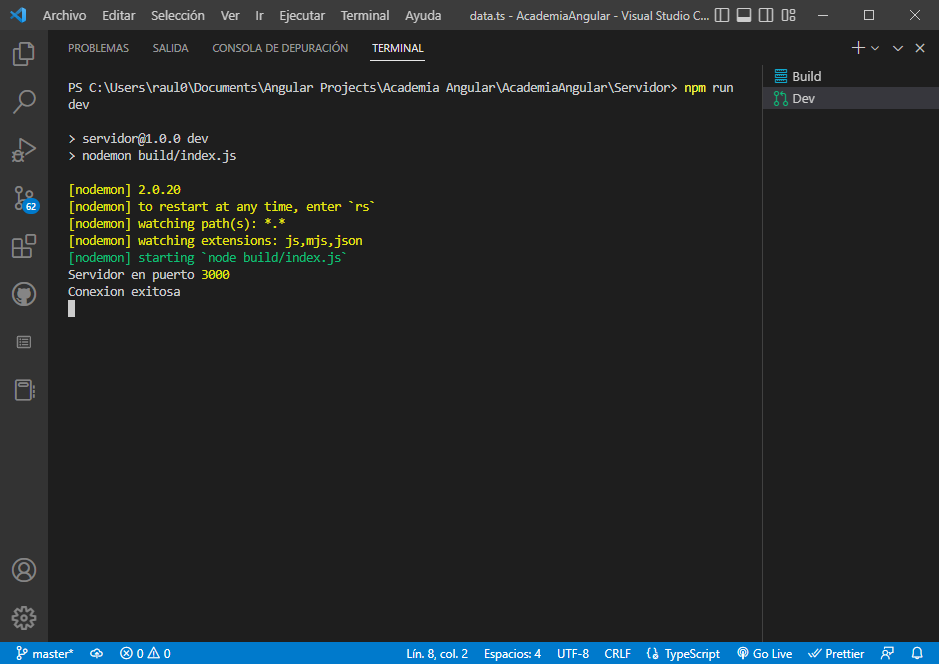 Archivo Editar Selección Ver Ir Ejecutar Terminal Ayuda data.ts - AcademiaAngular - Visual Studio C...
PROBLEMAS SALIDA CONSOLA DE DEPURACIÓN TERMINAL
PS C:\Users\raul0\Documents\Angular Projects\Academia Angular\AcademiaAngular\Servidor> npm run
dev
> servidor@1.0.0 dev
> nodemon build/index.js
[nodemon] 2.0.20
[nodemon] to restart at any time, enter `rs`
[nodemon] watching path(s): *.*
[nodemon] watching extensions: js,mjs,json
[nodemon] starting `node build/index.js`
Servidor en puerto 3000
Conexion exitosa
Build
Dev
62
master* 0 0 Lín. 8, col. 2 Espacios: 4 UTF-8 CRLF TypeScript Go Live Prettier